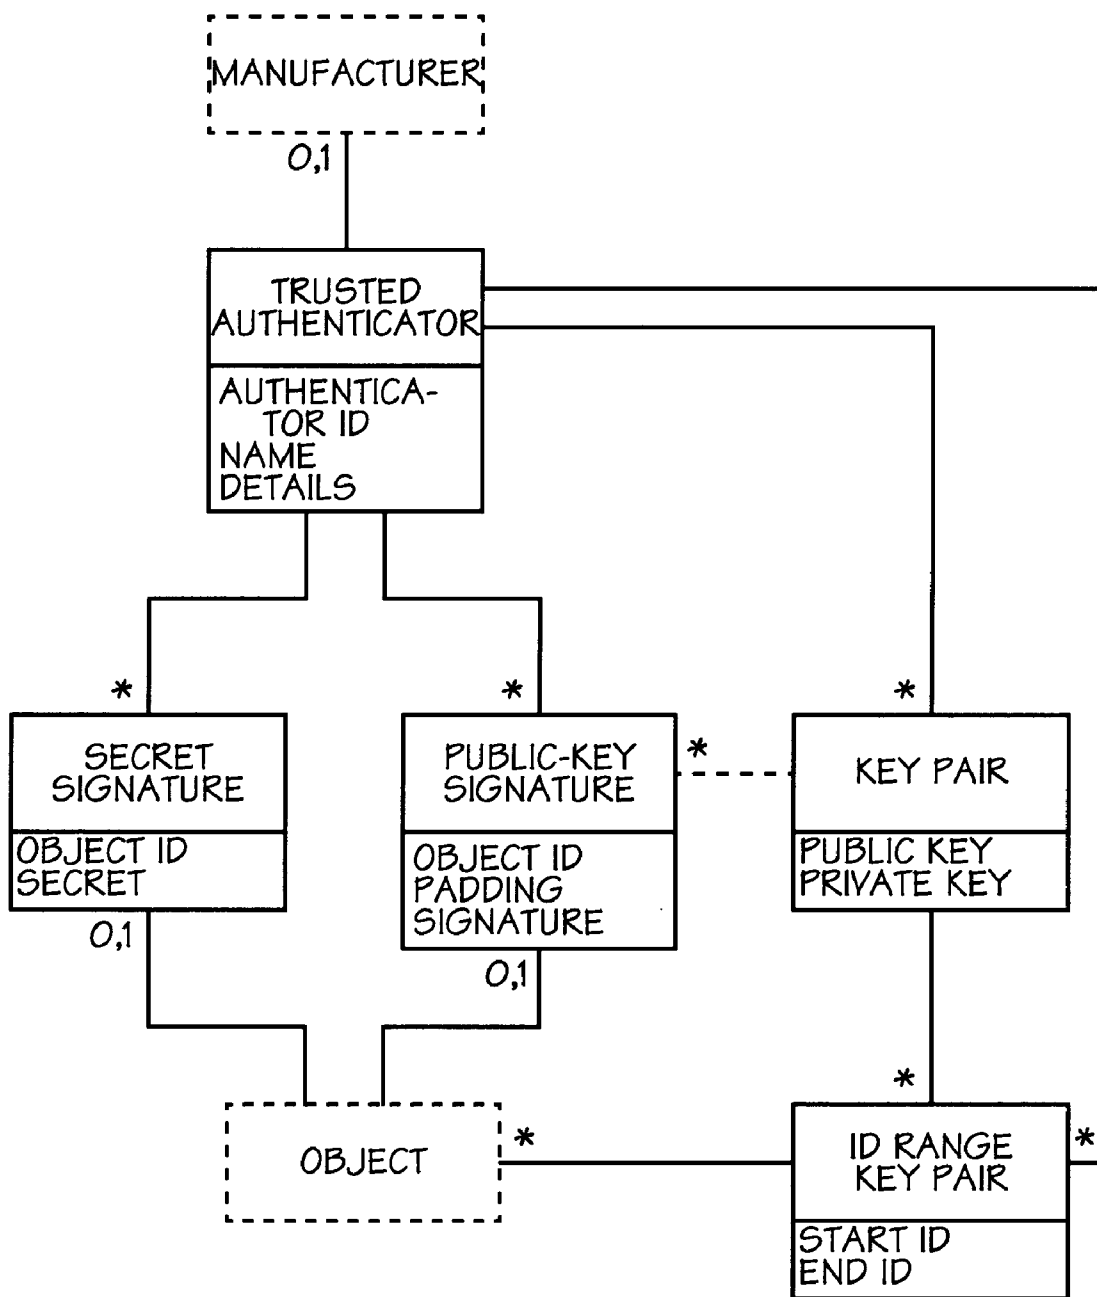 MANUFACTURER
0,1
TRUSTED
AUTHENTICATOR
AUTHENTICA-
TOR ID
NAME
DETAILS
*
*
*
SECRET
SIGNATURE
OBJECT ID
SECRET
0,1
PUBLIC-KEY
SIGNATURE
OBJECT ID
PADDING
SIGNATURE
0,1
*
KEY PAIR
PUBLIC KEY
PRIVATE KEY
*
OBJECT
*
ID RANGE
KEY PAIR
*
START ID
END ID